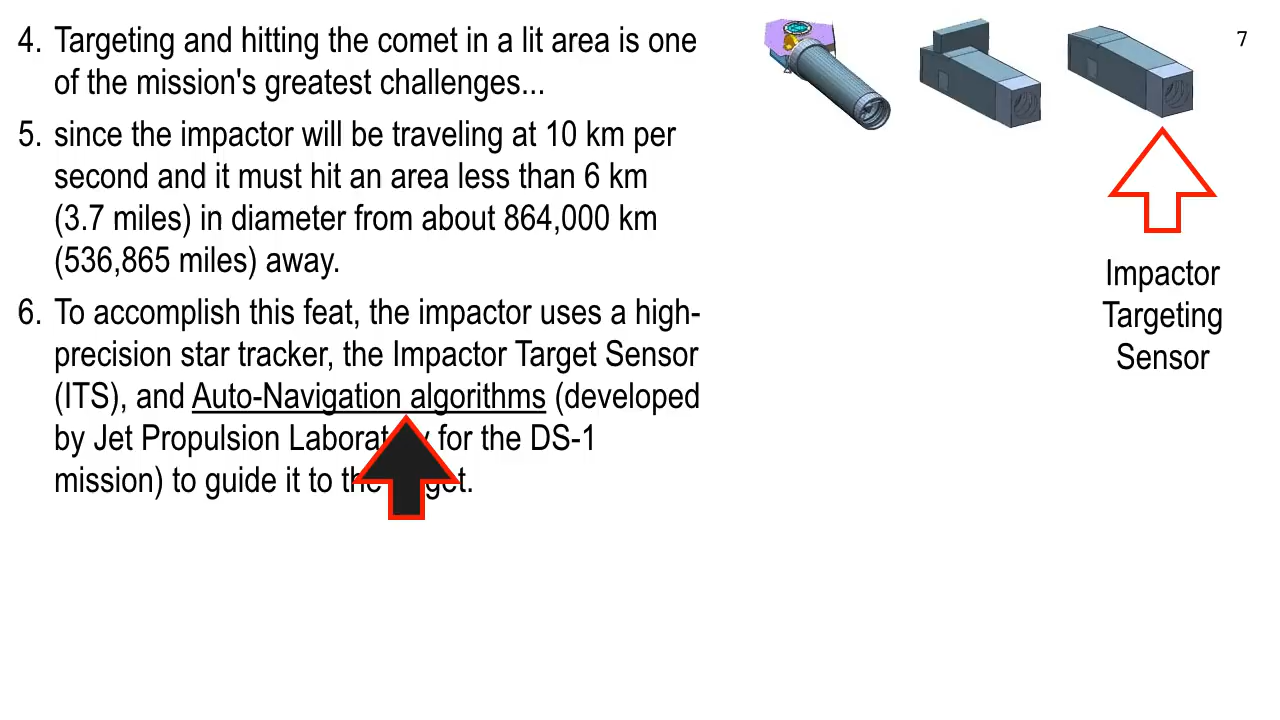 4. Targeting and hitting the comet in a lit area is one
of the mission's greatest challenges...
5. since the impactor will be traveling at 10 km per
second and it must hit an area less than 6 km
(3.7 miles) in diameter from about 864,000 km
(536,865 miles) away.
6. To accomplish this feat, the impactor uses a high-
precision star tracker, the Impactor Target Sensor
(ITS), and Auto-Navigation algorithms (developed
by Jet Propulsion Laboratory for the DS-1
mission) to guide it to the target.
7
Impactor
Targeting
Sensor